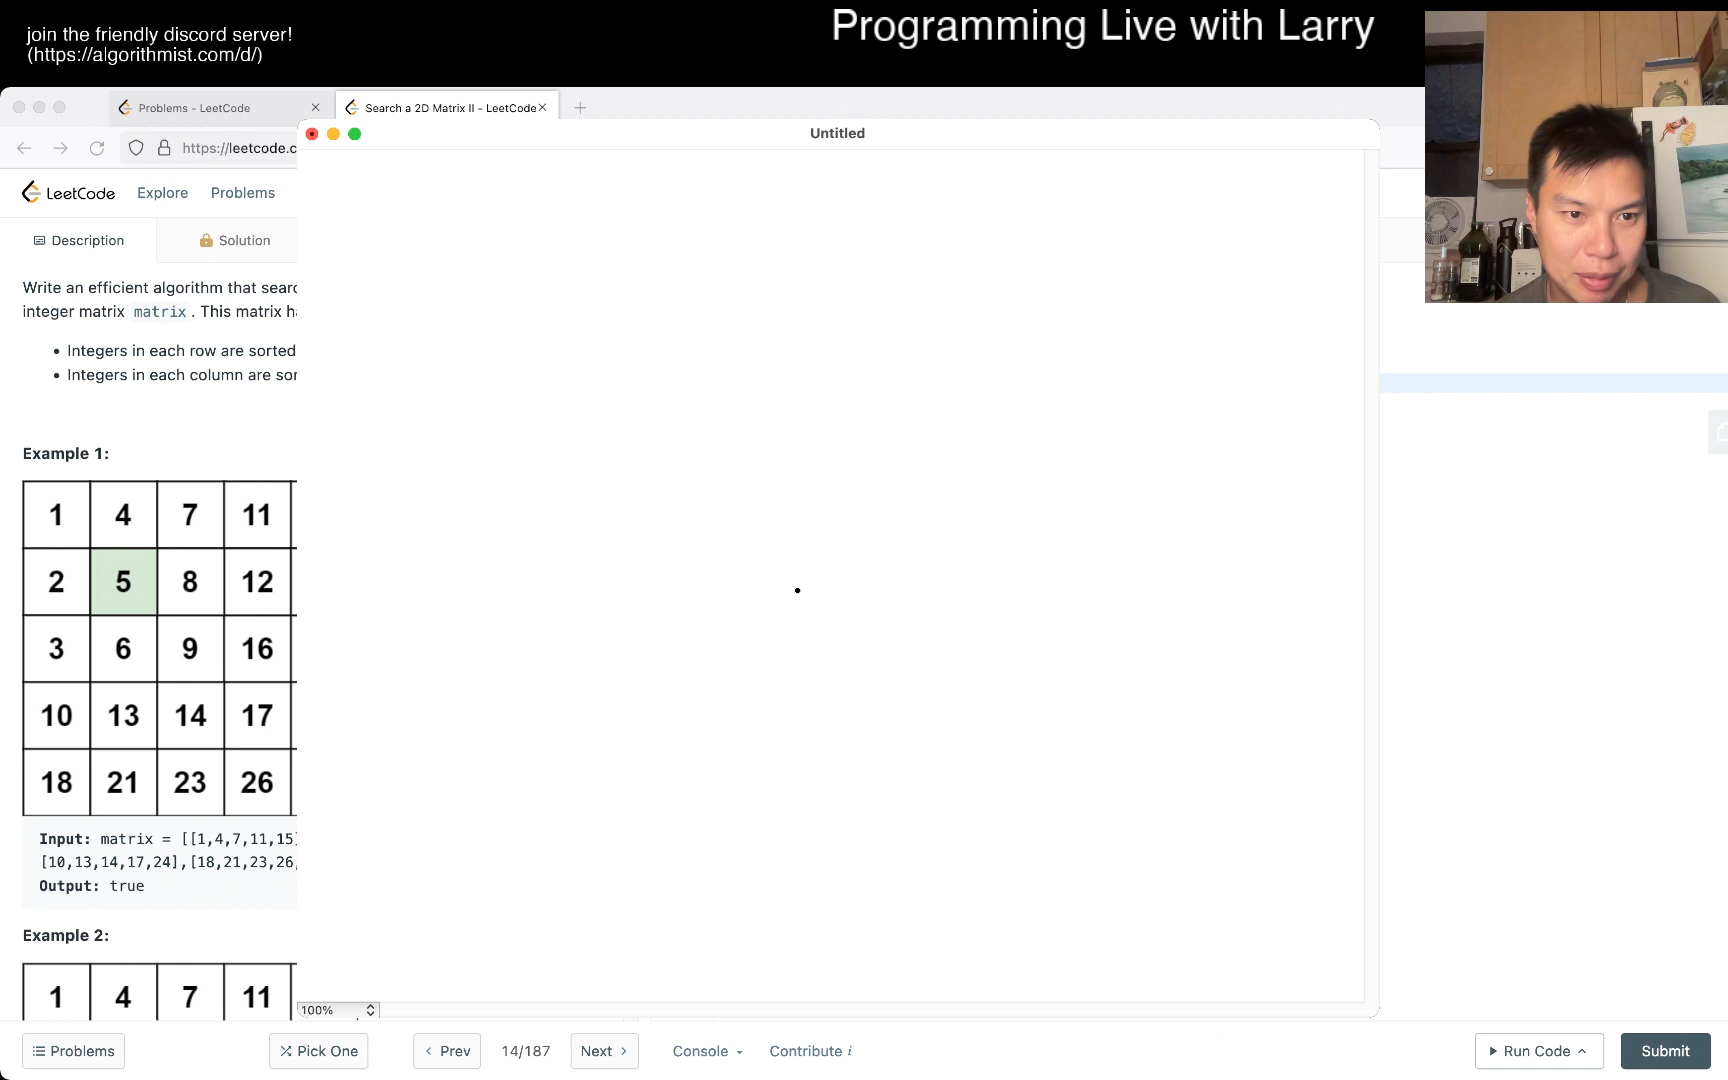 join the friendly discord server!
(https://algorithmist.com/d/)
Programming Live with Larry
Problems - LeetCode
Search a 2D Matrix II - LeetCode
Untitled
https://leetcode.c
LeetCode Explore Problems
Description Solution
Write an efficient algorithm that sear
integer matrix matrix . This matrix h
Integers in each row are sorted
Integers in each column are sor
Example 1:
1 4 7 11
2 5 8 12
3 6 9 16
10 13 14 17
18 21 23 26
Input: matrix = [[1,4,7,11,15]
[10,13,14,17,24],[18,21,23,26,
Output: true
Example 2:
1 4 7 11
100%
Problems Pick One Prev 14/187 Next Console Contribute i Run Code Submit